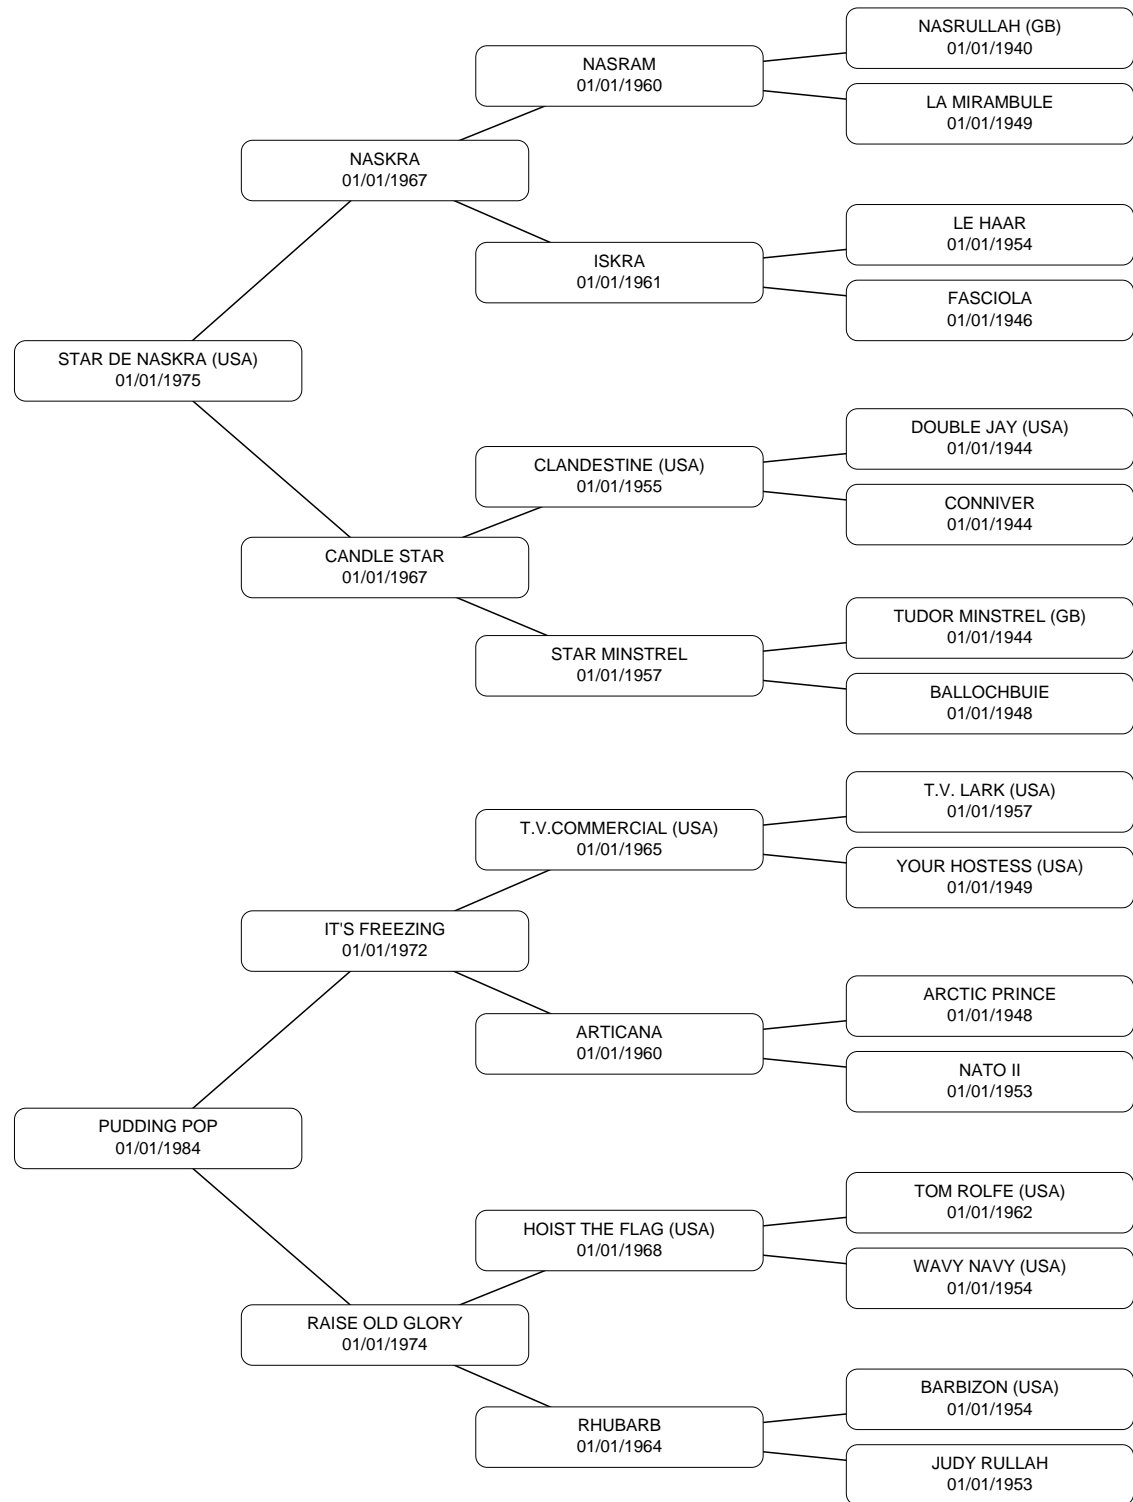 NASRULLAH (GB)
01/01/1940
NASRAM
01/01/1960
LA MIRAMBULE
01/01/1949
NASKRA
01/01/1967
LE HAAR
01/01/1954
ISKRA
01/01/1961
FASCIOLA
01/01/1946
STAR DE NASKRA (USA)
01/01/1975
DOUBLE JAY (USA)
01/01/1944
CLANDESTINE (USA)
01/01/1955
CONNIVER
01/01/1944
CANDLE STAR
01/01/1967
TUDOR MINSTREL (GB)
01/01/1944
STAR MINSTREL
01/01/1957
BALLOCHBUIE
01/01/1948
T.V. LARK (USA)
01/01/1957
T.V.COMMERCIAL (USA)
01/01/1965
YOUR HOSTESS (USA)
01/01/1949
IT'S FREEZING
01/01/1972
ARCTIC PRINCE
01/01/1948
ARTICANA
01/01/1960
NATO II
01/01/1953
PUDDING POP
01/01/1984
TOM ROLFE (USA)
01/01/1962
HOIST THE FLAG (USA)
01/01/1968
WAVY NAVY (USA)
01/01/1954
RAISE OLD GLORY
01/01/1974
BARBIZON (USA)
01/01/1954
RHUBARB
01/01/1964
JUDY RULLAH
01/01/1953